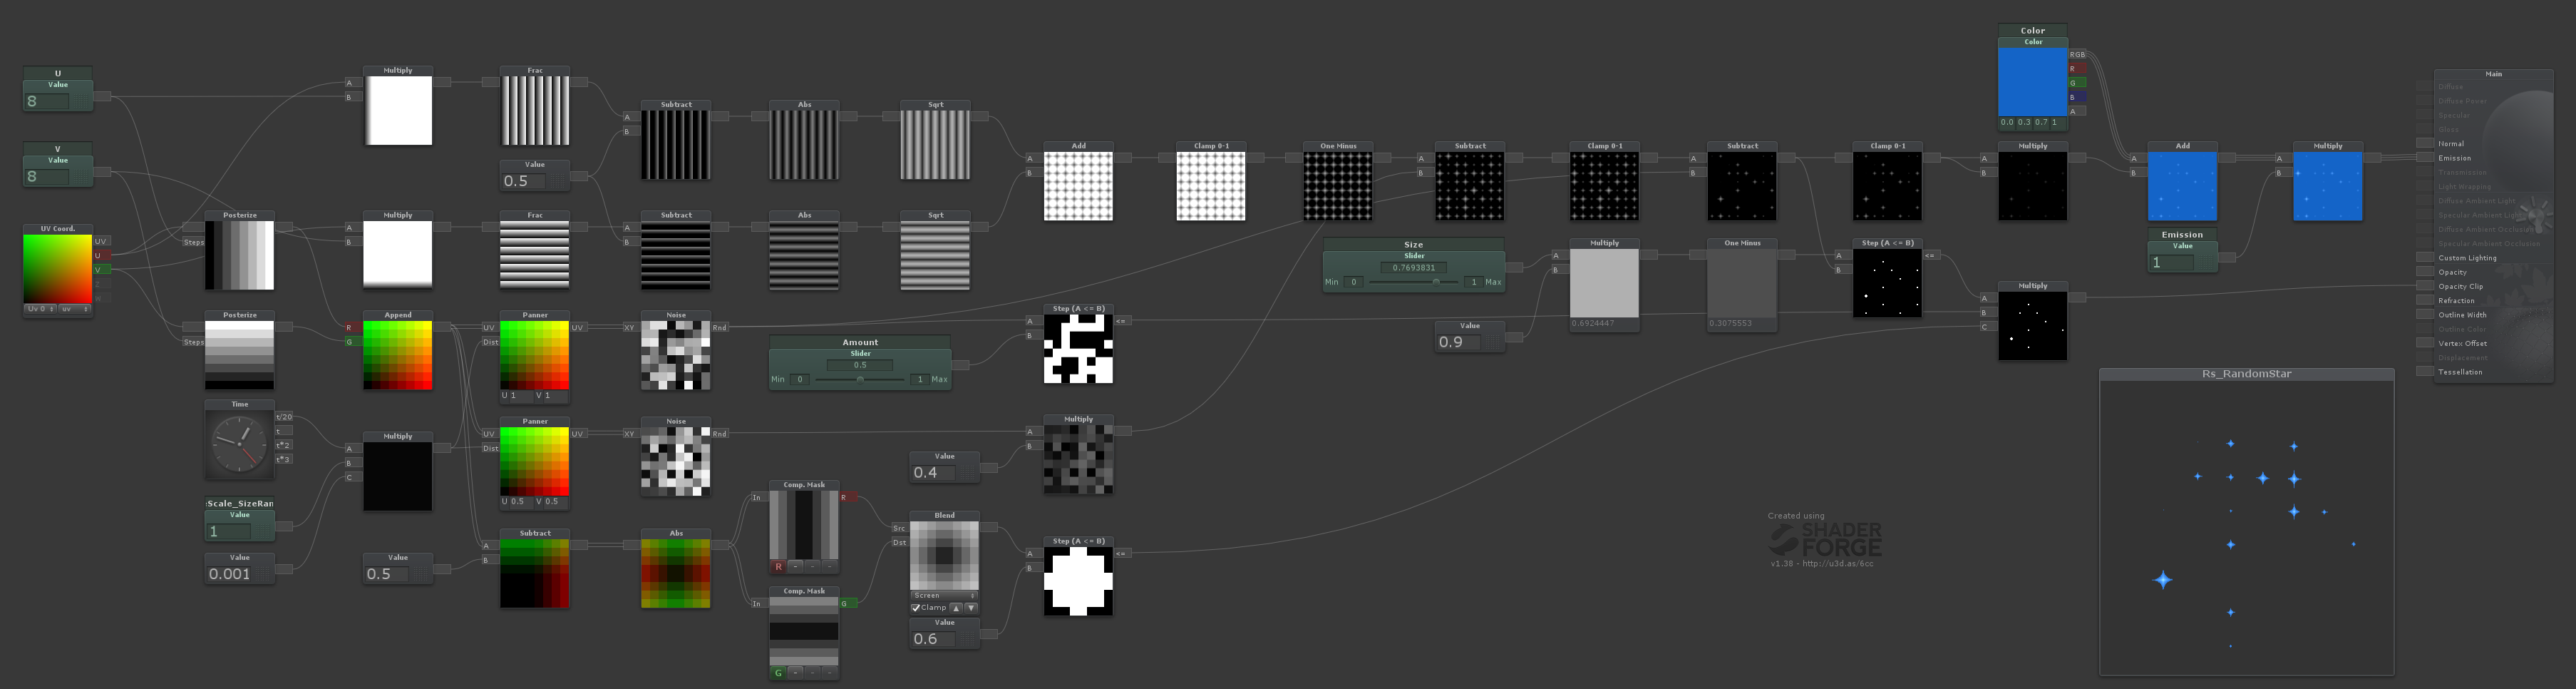 U
Value
8
V
Value
8
UV Coord.
UV
U
V
Z
W
Uv 0
uv
Posterize
Steps
Posterize
Steps
Time
t/20
t
t*2
t*3
Scale_SizeRan
Value
1
Value
0.001
Multiply
A
B
Multiply
A
B
Append
R
G
Multiply
A
B
C
Value
0.5
Frac
Value
0.5
Frac
Panner
UV
Dist
UV
U 1 V 1
Panner
UV
Dist
UV
U 0.5 V 0.5
Subtract
A
B
Subtract
A
B
Subtract
A
B
Noise
XY
Rnd
Noise
XY
Rnd
Abs
Abs
Abs
Amount
Slider
0.5
Min 0 1 Max
Comp. Mask
In
R
R - - -
Comp. Mask
In
G
G - - -
Sqrt
Sqrt
Value
0.4
Blend
Src
Dst
Screen
Clamp
Value
0.6
Add
A
B
Step (A <= B)
A
B
<=
Multiply
A
B
Step (A <= B)
A
B
<=
Clamp 0-1
One Minus
Size
Slider
0.7693831
Min 0 1 Max
Subtract
A
B
Value
0.9
Clamp 0-1
Multiply
A
B
0.6924447
Subtract
A
B
One Minus
0.3075553
Clamp 0-1
Step (A <= B)
A
B
<=
Created using
SHADER
FORGE
v1.38 - http://u3d.as/6cc
Color
Color
RGB
R
G
B
A
0.0 0.3 0.7 1
Multiply
A
B
Multiply
A
B
C
Add
A
B
Emission
Value
1
Multiply
A
B
Main
Diffuse
Diffuse Power
Specular
Gloss
Normal
Emission
Transmission
Light Wrapping
Diffuse Ambient Light
Specular Ambient Light
Diffuse Ambient Occlusion
Specular Ambient Occlusion
Custom Lighting
Opacity
Opacity Clip
Refraction
Outline Width
Outline Color
Vertex Offset
Displacement
Tessellation
Rs_RandomStar